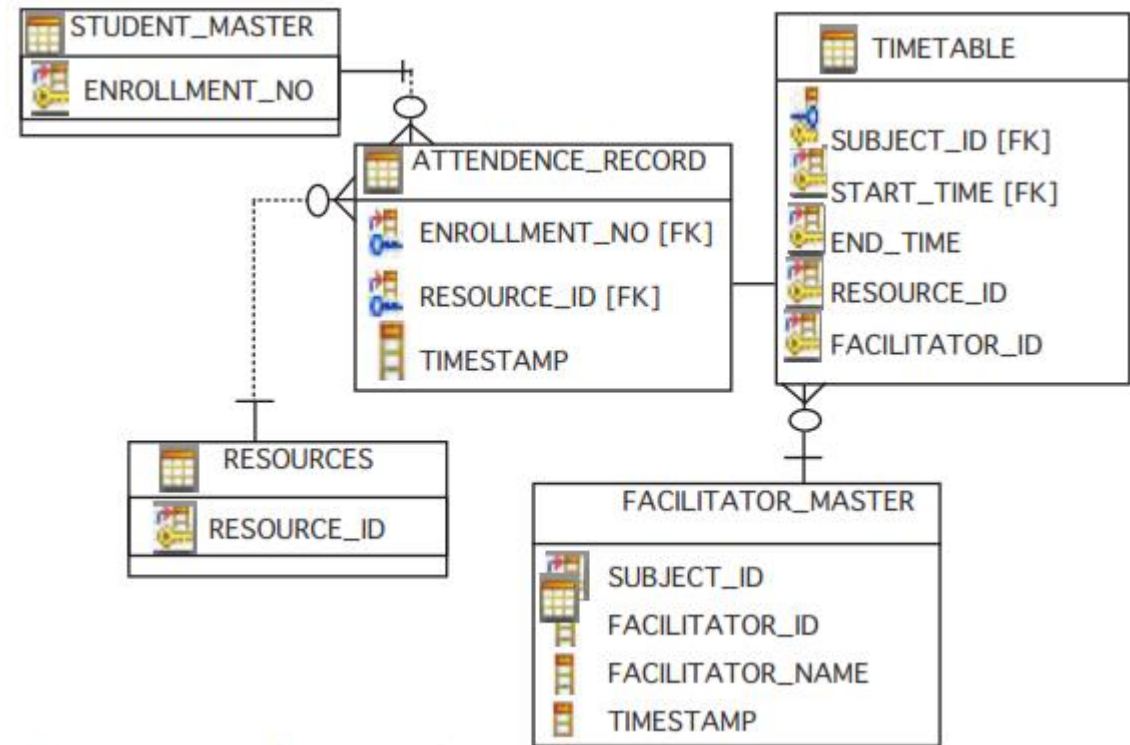 STUDENT_MASTER
ENROLLMENT_NO
TIMETABLE
SUBJECT_ID [FK]
START_TIME [FK]
END_TIME
RESOURCE_ID
FACILITATOR_ID
ATTENDENCE_RECORD
ENROLLMENT_NO [FK]
RESOURCE_ID [FK]
TIMESTAMP
RESOURCES
RESOURCE_ID
FACILITATOR_MASTER
SUBJECT_ID
FACILITATOR_ID
FACILITATOR_NAME
TIMESTAMP